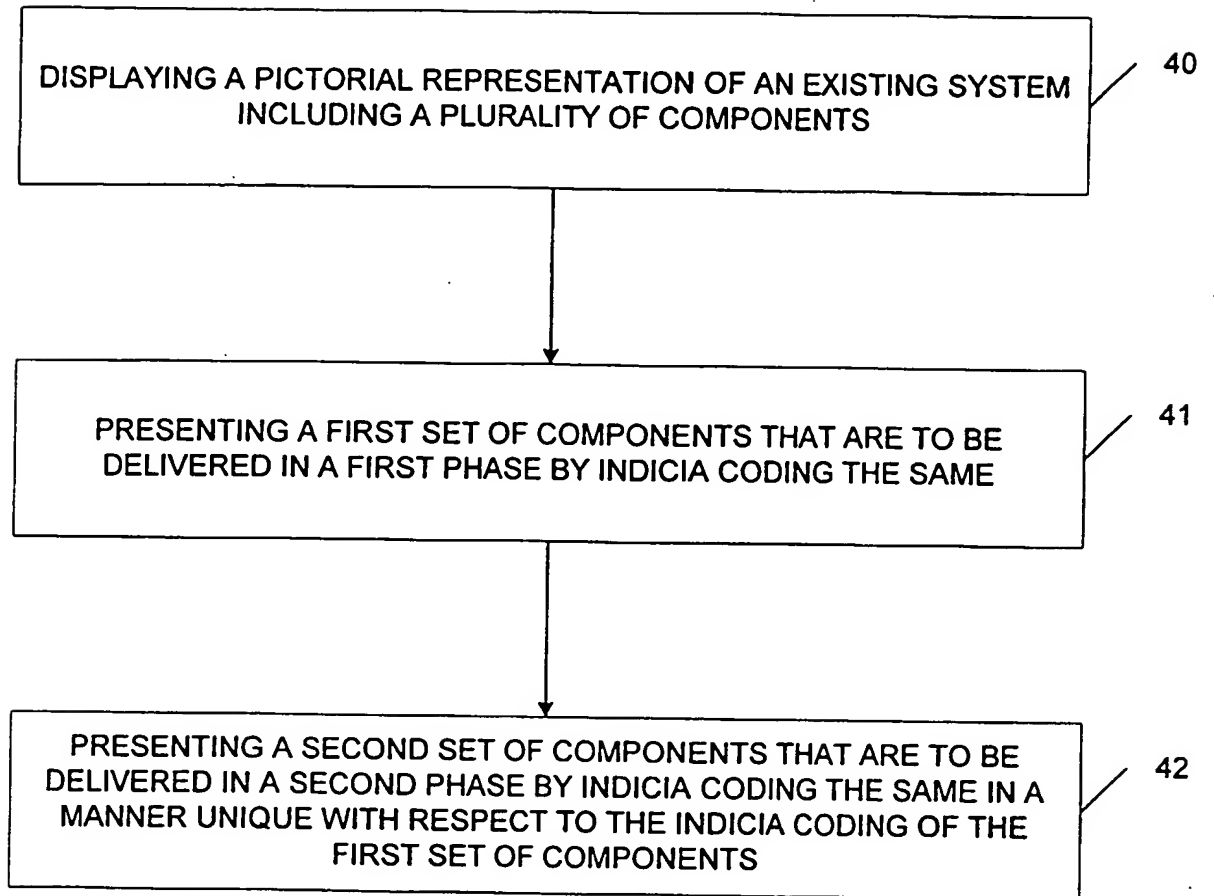 DISPLAYING A PICTORIAL REPRESENTATION OF AN EXISTING SYSTEM
INCLUDING A PLURALITY OF COMPONENTS
40
PRESENTING A FIRST SET OF COMPONENTS THAT ARE TO BE
DELIVERED IN A FIRST PHASE BY INDICIA CODING THE SAME
41
PRESENTING A SECOND SET OF COMPONENTS THAT ARE TO BE
DELIVERED IN A SECOND PHASE BY INDICIA CODING THE SAME IN A
MANNER UNIQUE WITH RESPECT TO THE INDICIA CODING OF THE
FIRST SET OF COMPONENTS
42